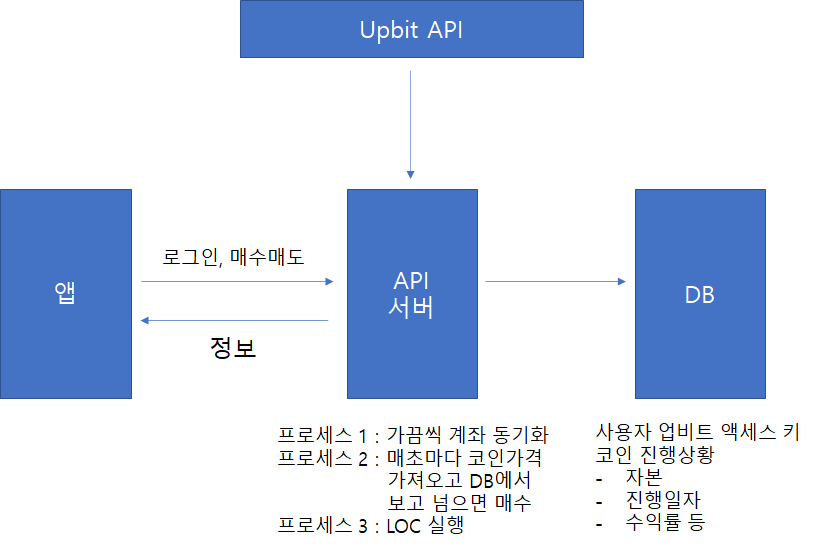 Upbit API
앱
로그인, 매수매도
정보
API
서버
DB
프로세스 1 : 가끔씩 계좌 동기화
프로세스 2 : 매초마다 코인가격
가져오고 DB에서
보고 넘으면 매수
프로세스 3 : LOC 실행
사용자 업비트 액세스 키
코인 진행상황
- 자본
- 진행일자
- 수익률 등